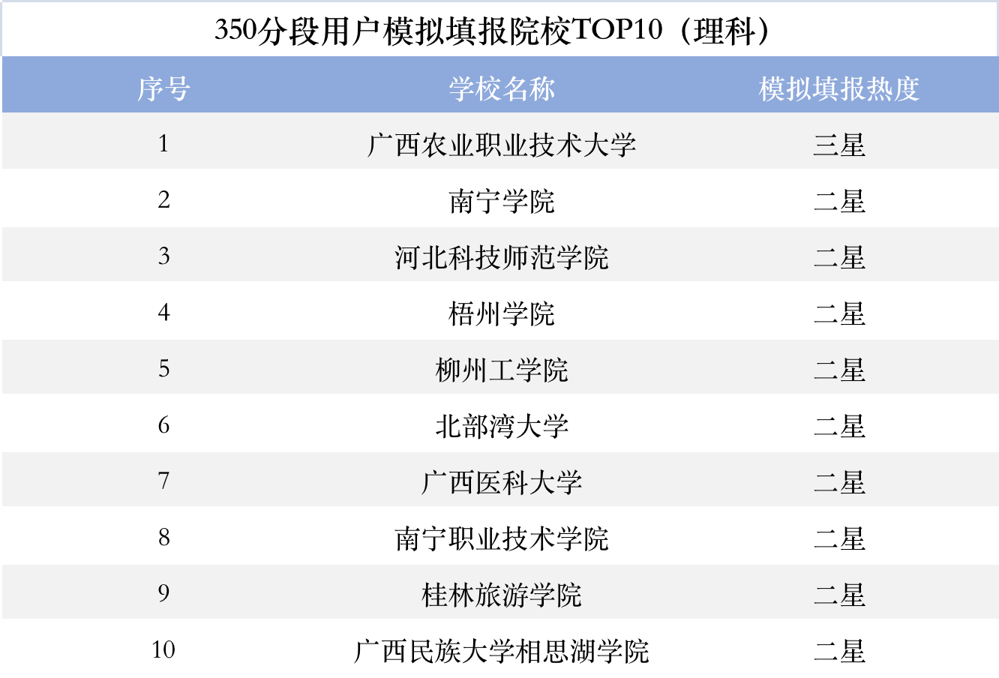 350分段用户模拟填报院校TOP10（理科）
序号 学校名称 模拟填报热度
1 广西农业职业技术大学 三星
2 南宁学院 二星
3 河北科技师范学院 二星
4 梧州学院 二星
5 柳州工学院 二星
6 北部湾大学 二星
7 广西医科大学 二星
8 南宁职业技术学院 二星
9 桂林旅游学院 二星
10 广西民族大学相思湖学院 二星